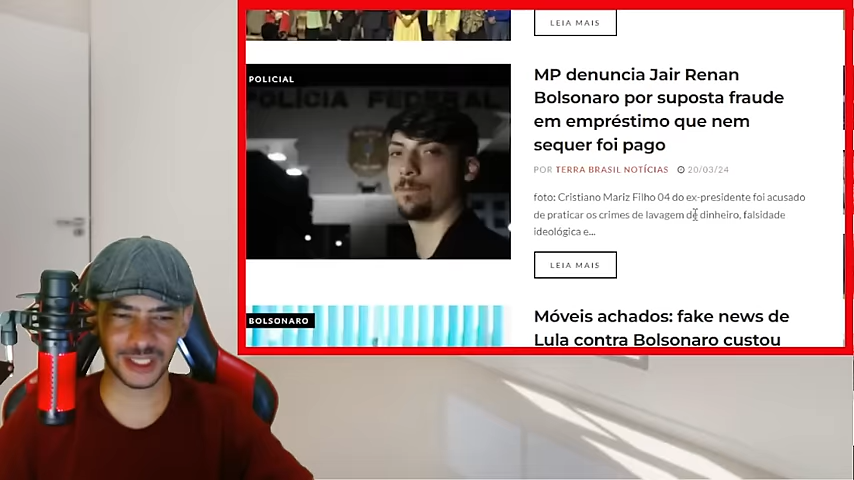 LEIA MAIS
POLICIAL
POLÍCIA FEDERAL
MP denuncia Jair Renan
Bolsonaro por suposta fraude
em empréstimo que nem
sequer foi pago
POR TERRA BRASIL NOTÍCIAS 20/03/24
foto: Cristiano Mariz Filho 04 do ex-presidente foi acusado
de praticar os crimes de lavagem de dinheiro, falsidade
ideológica e...
LEIA MAIS
BOLSONARO
Móveis achados: fake news de
Lula contra Bolsonaro custou